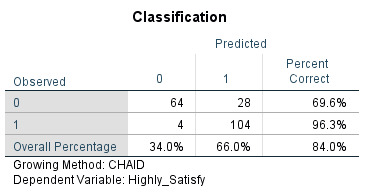 Classification
Predicted
Observed 0 1 Percent Correct
0 64 28 69.6%
1 4 104 96.3%
Overall Percentage 34.0% 66.0% 84.0%
Growing Method: CHAID
Dependent Variable: Highly_Satisfy